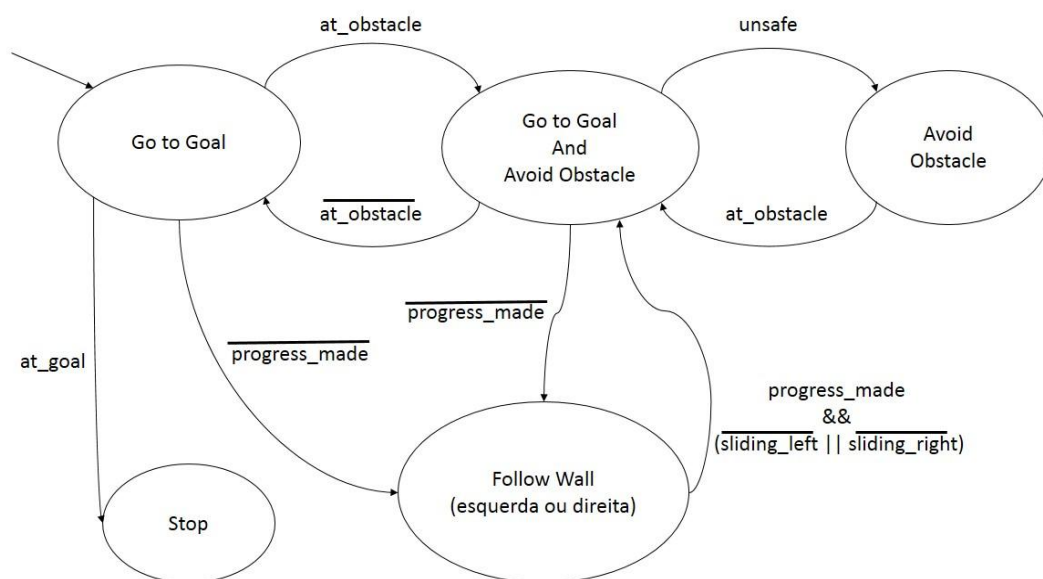 at_obstacle
unsafe
Go to Goal
Go to Goal
And
Avoid Obstacle
Avoid
Obstacle
at_obstacle
at_obstacle
progress_made
progress_made
at_goal
progress_made
&&
(sliding_left || sliding_right)
Follow Wall
(esquerda ou direita)
Stop